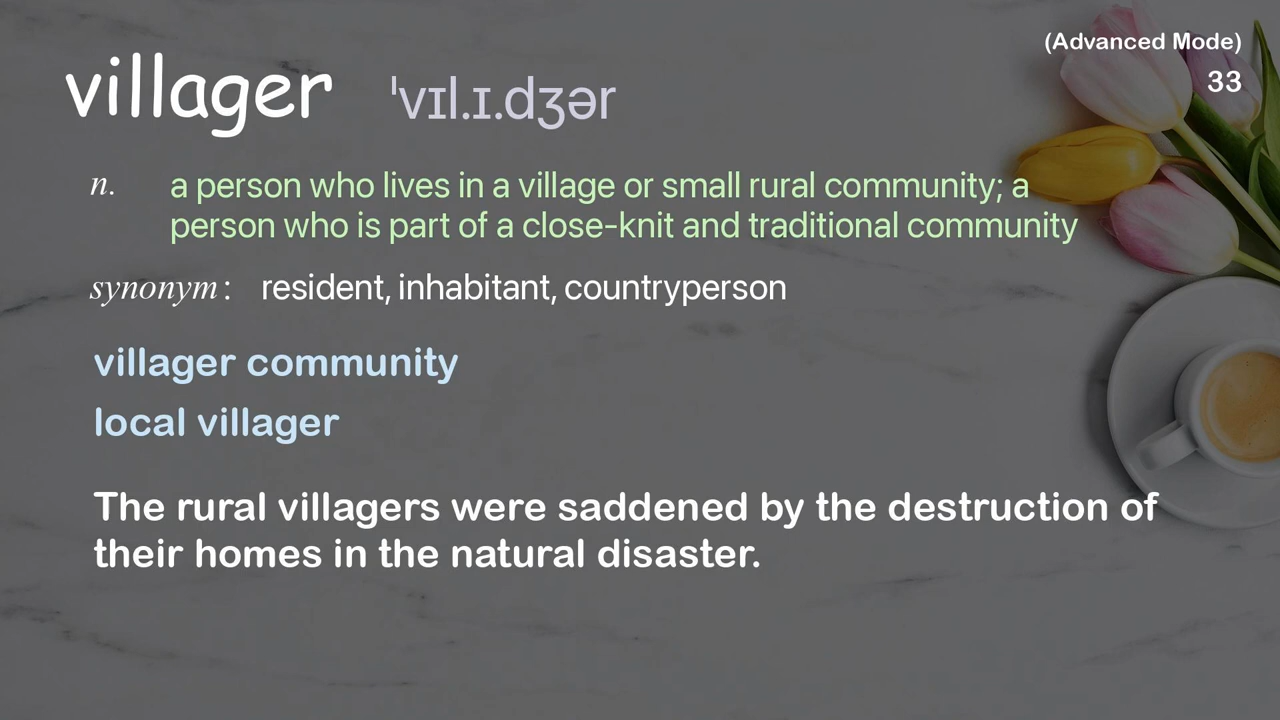 (Advanced Mode)
33
villager ˈvɪl.ɪ.dʒər
n. a person who lives in a village or small rural community; a
person who is part of a close-knit and traditional community
synonym: resident, inhabitant, countryperson
villager community
local villager
The rural villagers were saddened by the destruction of
their homes in the natural disaster.